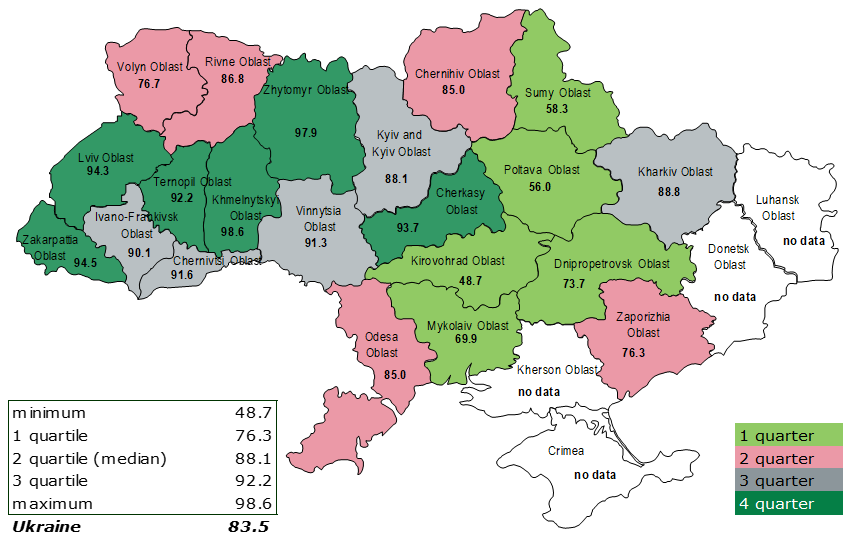 Volyn Oblast
76.7
Rivne Oblast
86.8
Zhytomyr Oblast
97.9
Chernihiv Oblast
85.0
Sumy Oblast
58.3
Kyiv and
Kyiv Oblast
88.1
Lviv Oblast
94.3
Ternopil Oblast
92.2
Khmelnytskyi
Oblast
98.6
Cherkasy
Oblast
93.7
Poltava Oblast
56.0
Kharkiv Oblast
88.8
Luhansk
Oblast
no data
Ivano-Frankivsk
Oblast
90.1
Vinnytsia
Oblast
91.3
Zakarpattia
Oblast
94.5
Chernivtsi Oblast
91.6
Kirovohrad Oblast
48.7
Dnipropetrovsk Oblast
73.7
Donetsk
Oblast
no data
Odesa
Oblast
85.0
Mykolaiv Oblast
69.9
Zaporizhia
Oblast
76.3
Kherson Oblast
no data
Crimea
no data
minimum 48.7
1 quartile 76.3
2 quartile (median) 88.1
3 quartile 92.2
maximum 98.6
Ukraine 83.5
1 quarter
2 quarter
3 quarter
4 quarter